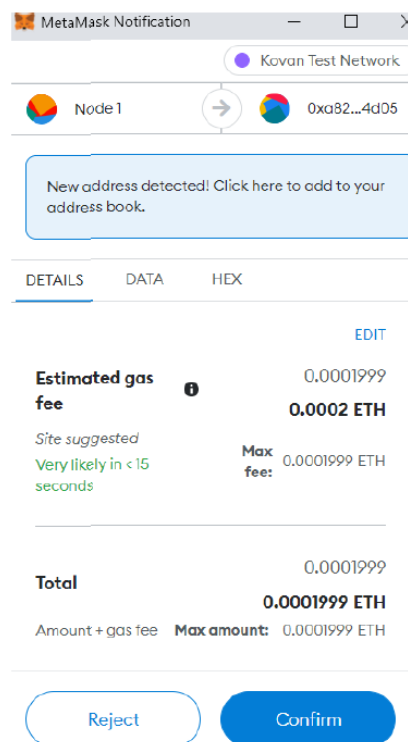 MetaMask Notification
Kovan Test Network
Node 1
0xa82...4d05
New address detected! Click here to add to your
address book.
DETAILS DATA HEX
EDIT
Estimated gas
fee
0.0001999
0.0002 ETH
Site suggested
Very likely in < 15
seconds
Max
fee: 0.0001999 ETH
Total
0.0001999
0.0001999 ETH
Amount + gas fee Max amount: 0.0001999 ETH
Reject Confirm